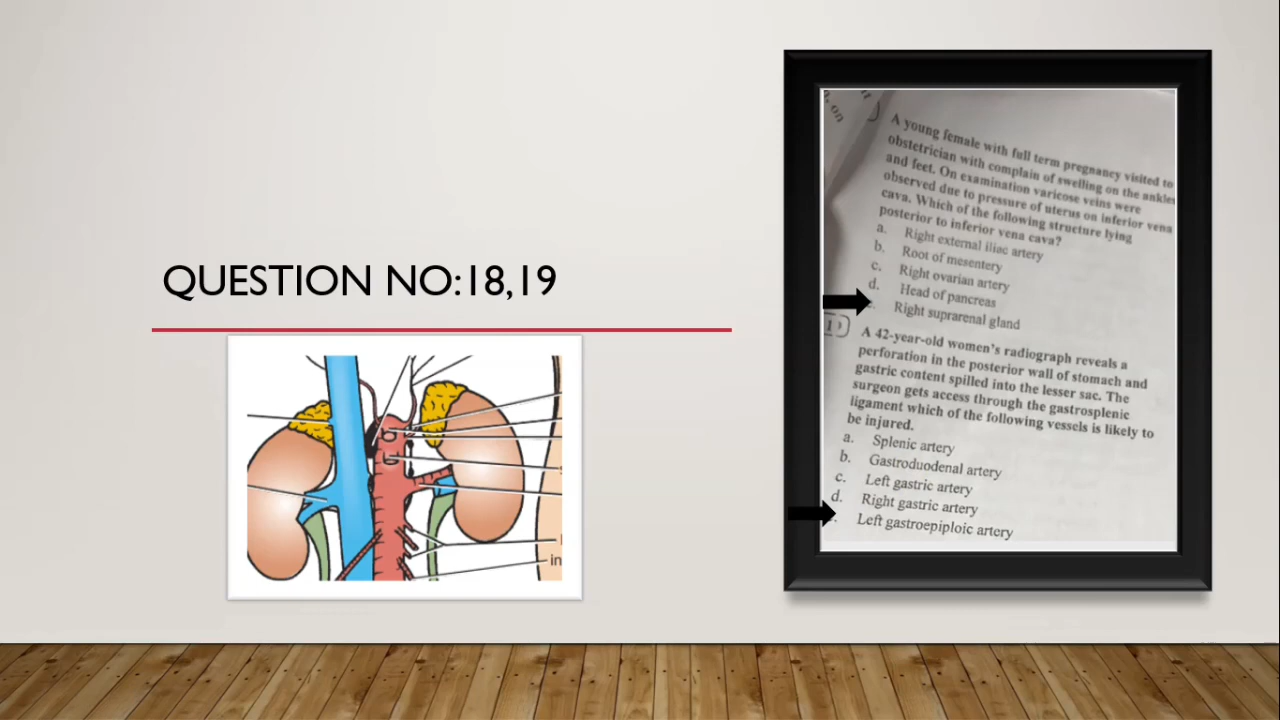 QUESTION NO:18,19
in
on
A young female with full term pregnancy visited to
obstetrician with complain of swelling on the ankles
and feet. On examination varicose veins were
observed due to pressure of uterus on inferior vena
cava. Which of the following structure lying
posterior to inferior vena cava?
a. Right external iliac artery
b. Root of mesentery
c. Right ovarian artery
d. Head of pancreas
Right suprarenal gland
A 42-year-old women's radiograph reveals a
perforation in the posterior wall of stomach and
gastric content spilled into the lesser sac. The
surgeon gets access through the gastrosplenic
ligament which of the following vessels is likely to
be injured.
a. Splenic artery
b. Gastroduodenal artery
c. Left gastric artery
d. Right gastric artery
Left gastroepiploic artery